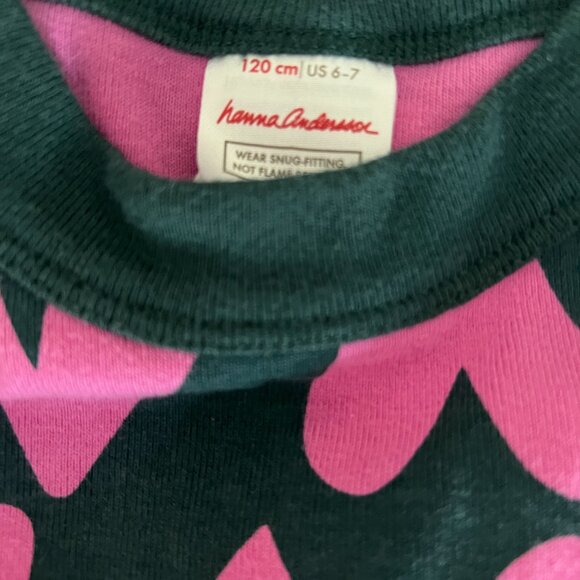 120 cm | US 6-7
hanna Andersson
WEAR SNUG-FITTING,
NOT FLAME